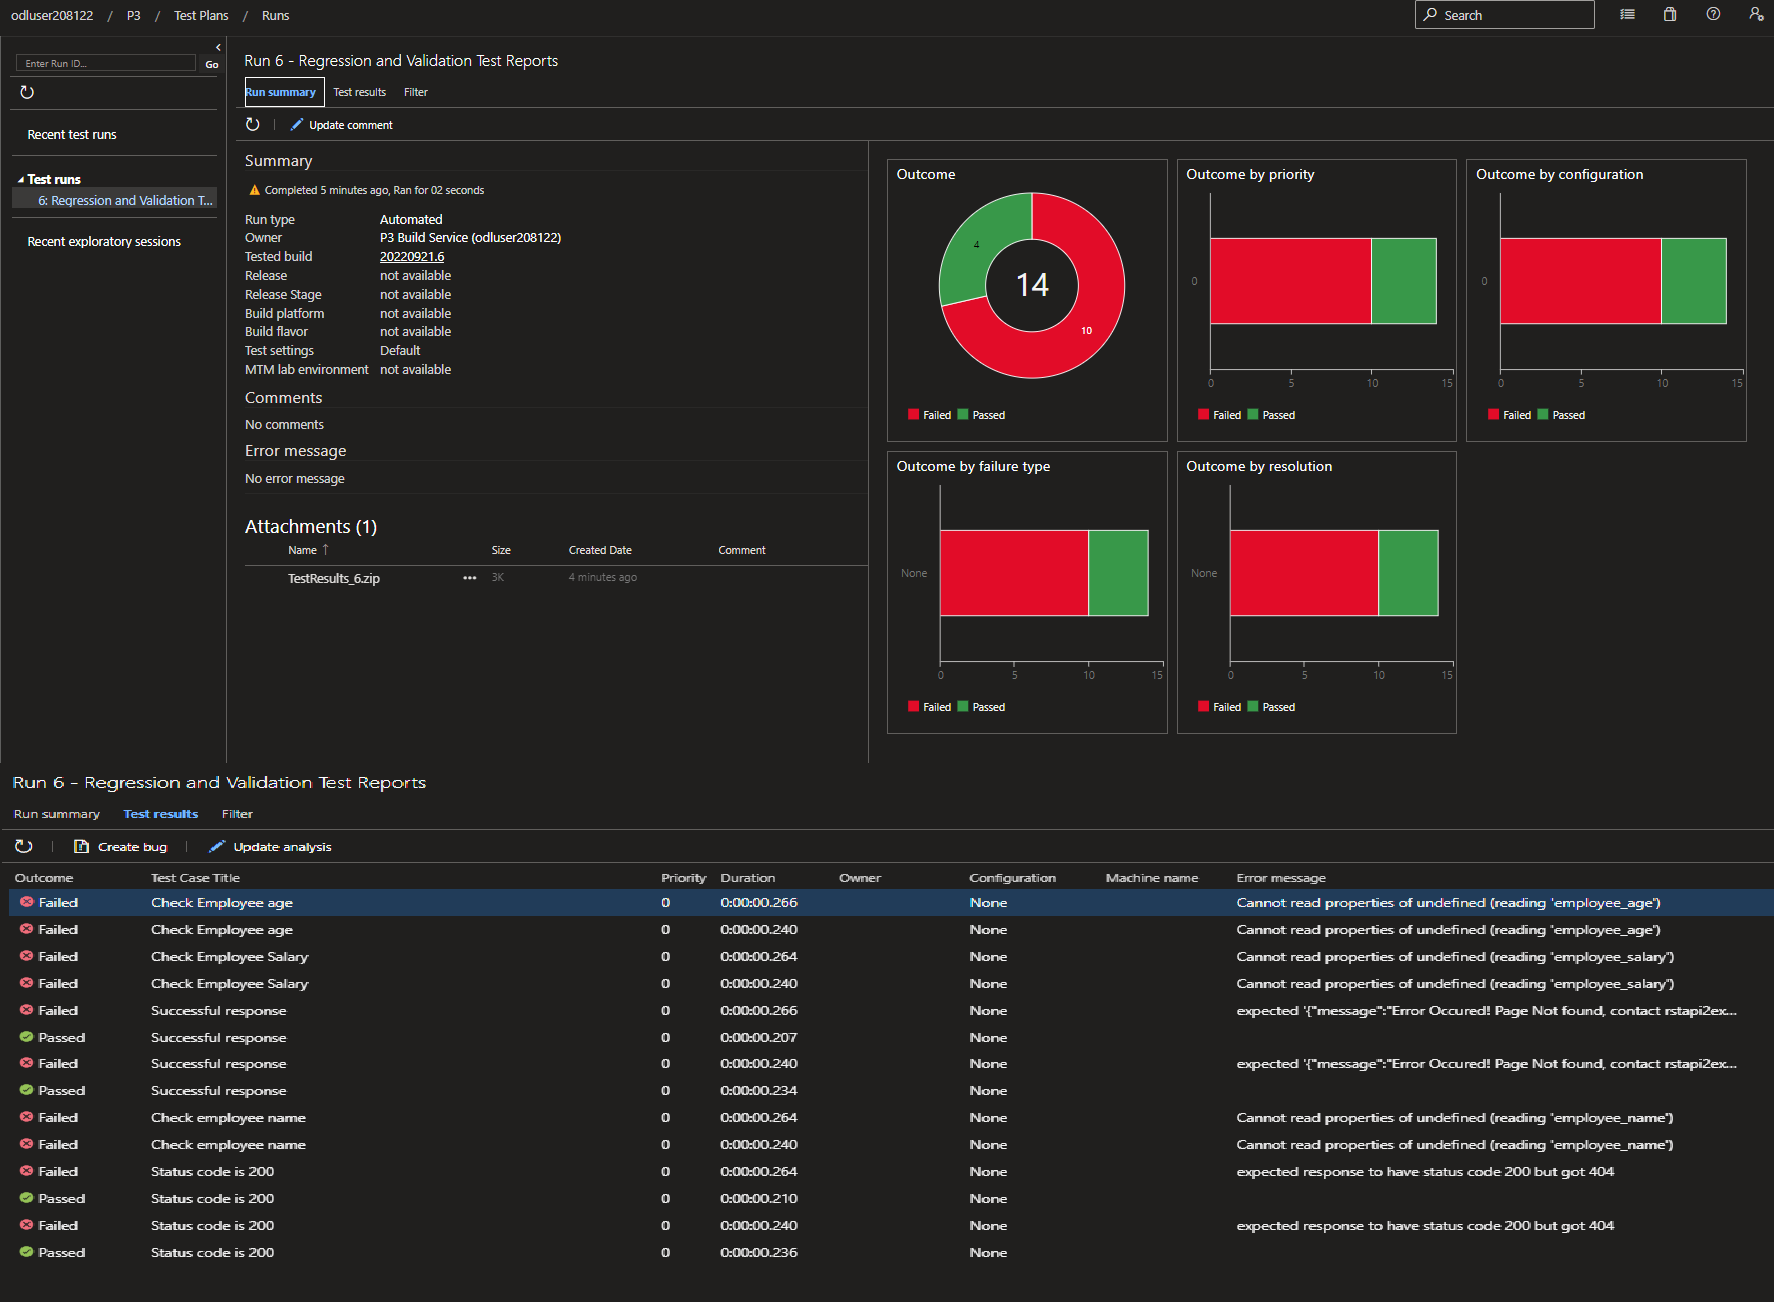 odluser208122 / P3 / Test Plans / Runs
Search
Enter Run ID...
Go
Recent test runs
Test runs
6: Regression and Validation T...
Recent exploratory sessions
Run 6 - Regression and Validation Test Reports
Run summary Test results Filter
Update comment
Summary
Completed 5 minutes ago, Ran for 02 seconds
Run type Automated
Owner P3 Build Service (odluser208122)
Tested build 20220921.6
Release not available
Release Stage not available
Build platform not available
Build flavor not available
Test settings Default
MTM lab environment not available
Comments
No comments
Error message
No error message
Attachments (1)
Name ↑ Size Created Date Comment
TestResults_6.zip ••• 3K 4 minutes ago
Outcome
4
14
10
Failed Passed
Outcome by priority
0
0 5 10 15
Failed Passed
Outcome by configuration
0
0 5 10 15
Failed Passed
Outcome by failure type
None
0 5 10 15
Failed Passed
Outcome by resolution
None
0 5 10 15
Failed Passed
Run 6 - Regression and Validation Test Reports
Run summary Test results Filter
Create bug Update analysis
Outcome Test Case Title Priority Duration Owner Configuration Machine name Error message
Failed Check Employee age 0 0:00:00.266 None Cannot read properties of undefined (reading 'employee_age')
Failed Check Employee age 0 0:00:00.240 None Cannot read properties of undefined (reading 'employee_age')
Failed Check Employee Salary 0 0:00:00.264 None Cannot read properties of undefined (reading 'employee_salary')
Failed Check Employee Salary 0 0:00:00.240 None Cannot read properties of undefined (reading 'employee_salary')
Failed Successful response 0 0:00:00.266 None expected '{"message":"Error Occured! Page Not found, contact rstapi2ex...
Passed Successful response 0 0:00:00.207 None
Failed Successful response 0 0:00:00.240 None expected '{"message":"Error Occured! Page Not found, contact rstapi2ex...
Passed Successful response 0 0:00:00.234 None
Failed Check employee name 0 0:00:00.264 None Cannot read properties of undefined (reading 'employee_name')
Failed Check employee name 0 0:00:00.240 None Cannot read properties of undefined (reading 'employee_name')
Failed Status code is 200 0 0:00:00.264 None expected response to have status code 200 but got 404
Passed Status code is 200 0 0:00:00.210 None
Failed Status code is 200 0 0:00:00.240 None expected response to have status code 200 but got 404
Passed Status code is 200 0 0:00:00.236 None